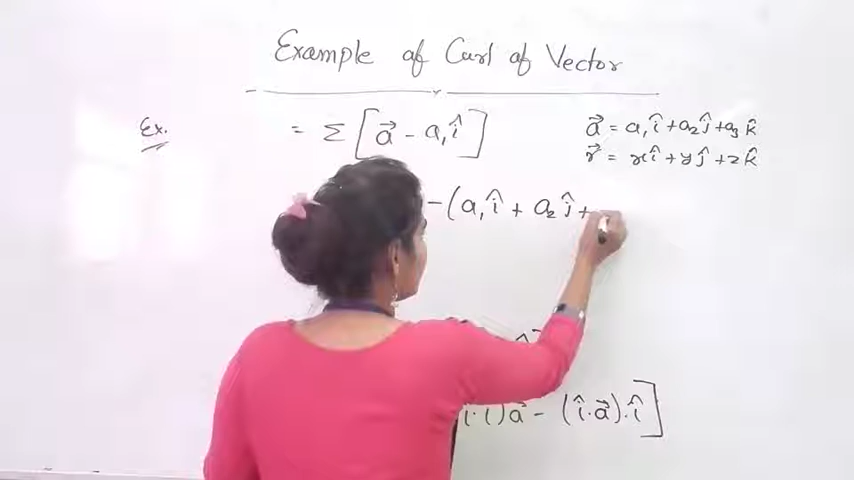 Example of Curl of Vector
Ex. = Σ [a⃗ - a₁î]
a⃗ = a₁î + a₂ĵ + a₃k̂
r⃗ = xî + yĵ + zk̂
-(a₁î + a₂ĵ +
î)a⃗ - (î·a⃗)·î]